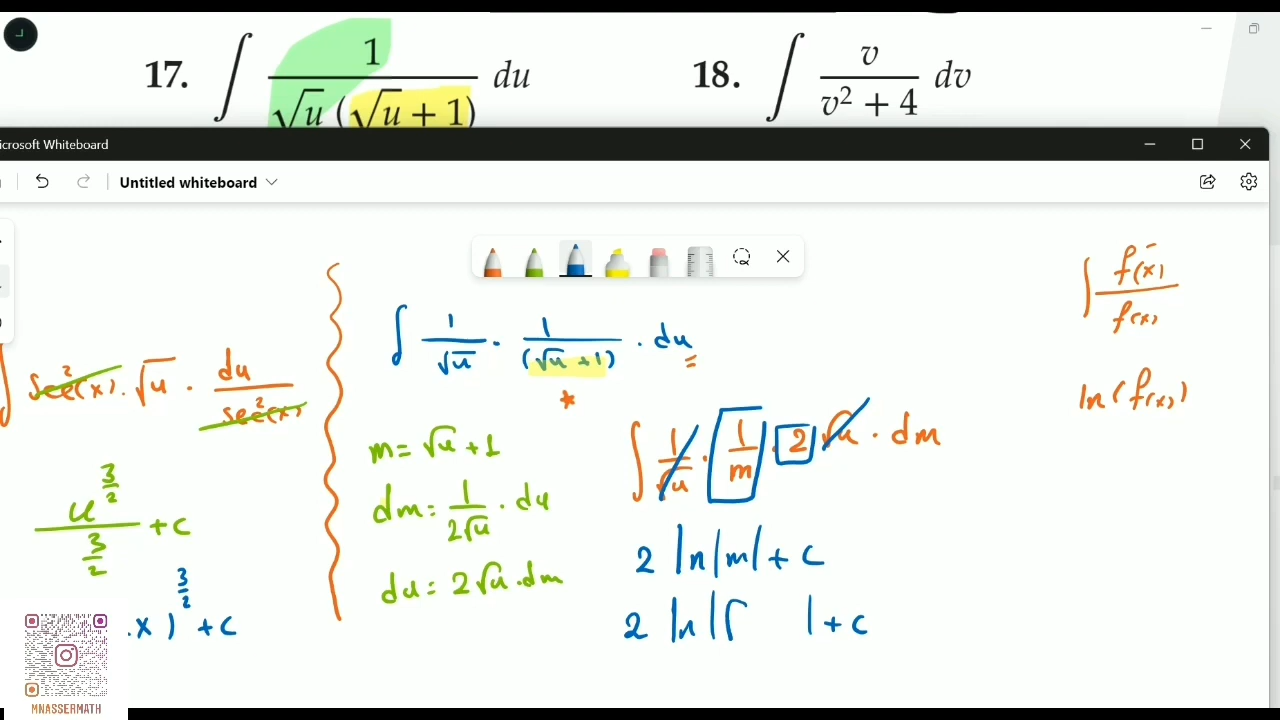 17. ∫ 1/(√u (√u + 1)) du
18. ∫ v/(v² + 4) dv
icrosoft Whiteboard
Untitled whiteboard
∫ sec²(x) . √u · du/sec²(x)
u^(3/2)/(3/2) + c
.x)^(3/2) + c
∫ 1/√u · 1/(√u + 1) · du
m = √u + 1
dm = 1/(2√u) · du
du = 2√u . dm
∫ 1/√u · 1/m · 2 √u · dm
2 ln|m| + c
2 ln|√ | + c
∫ f(x)/f(x)
ln(f(x))
MNASSERMATH